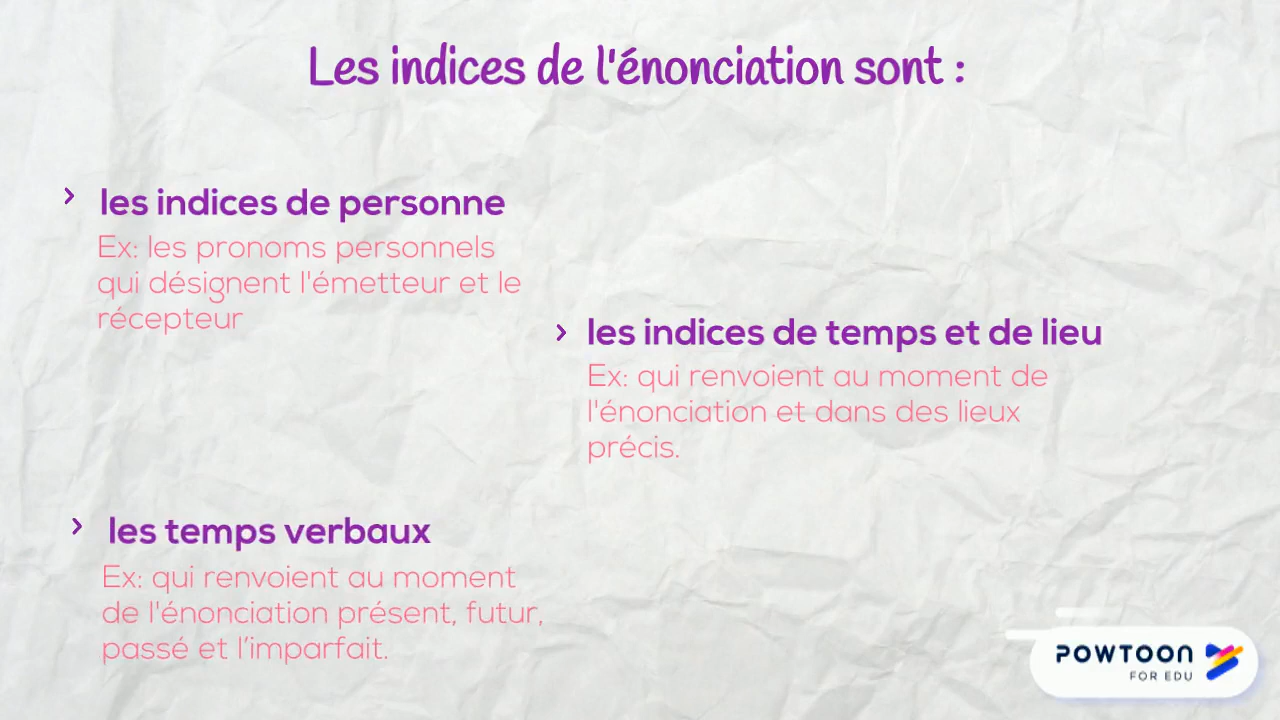 Les indices de l'énonciation sont :
› les indices de personne
Ex: les pronoms personnels
qui désignent l'émetteur et le
récepteur
› les indices de temps et de lieu
Ex: qui renvoient au moment de
l'énonciation et dans des lieux
précis.
› les temps verbaux
Ex: qui renvoient au moment
de l'énonciation présent, futur,
passé et l’imparfait.
POWTOON
FOR EDU